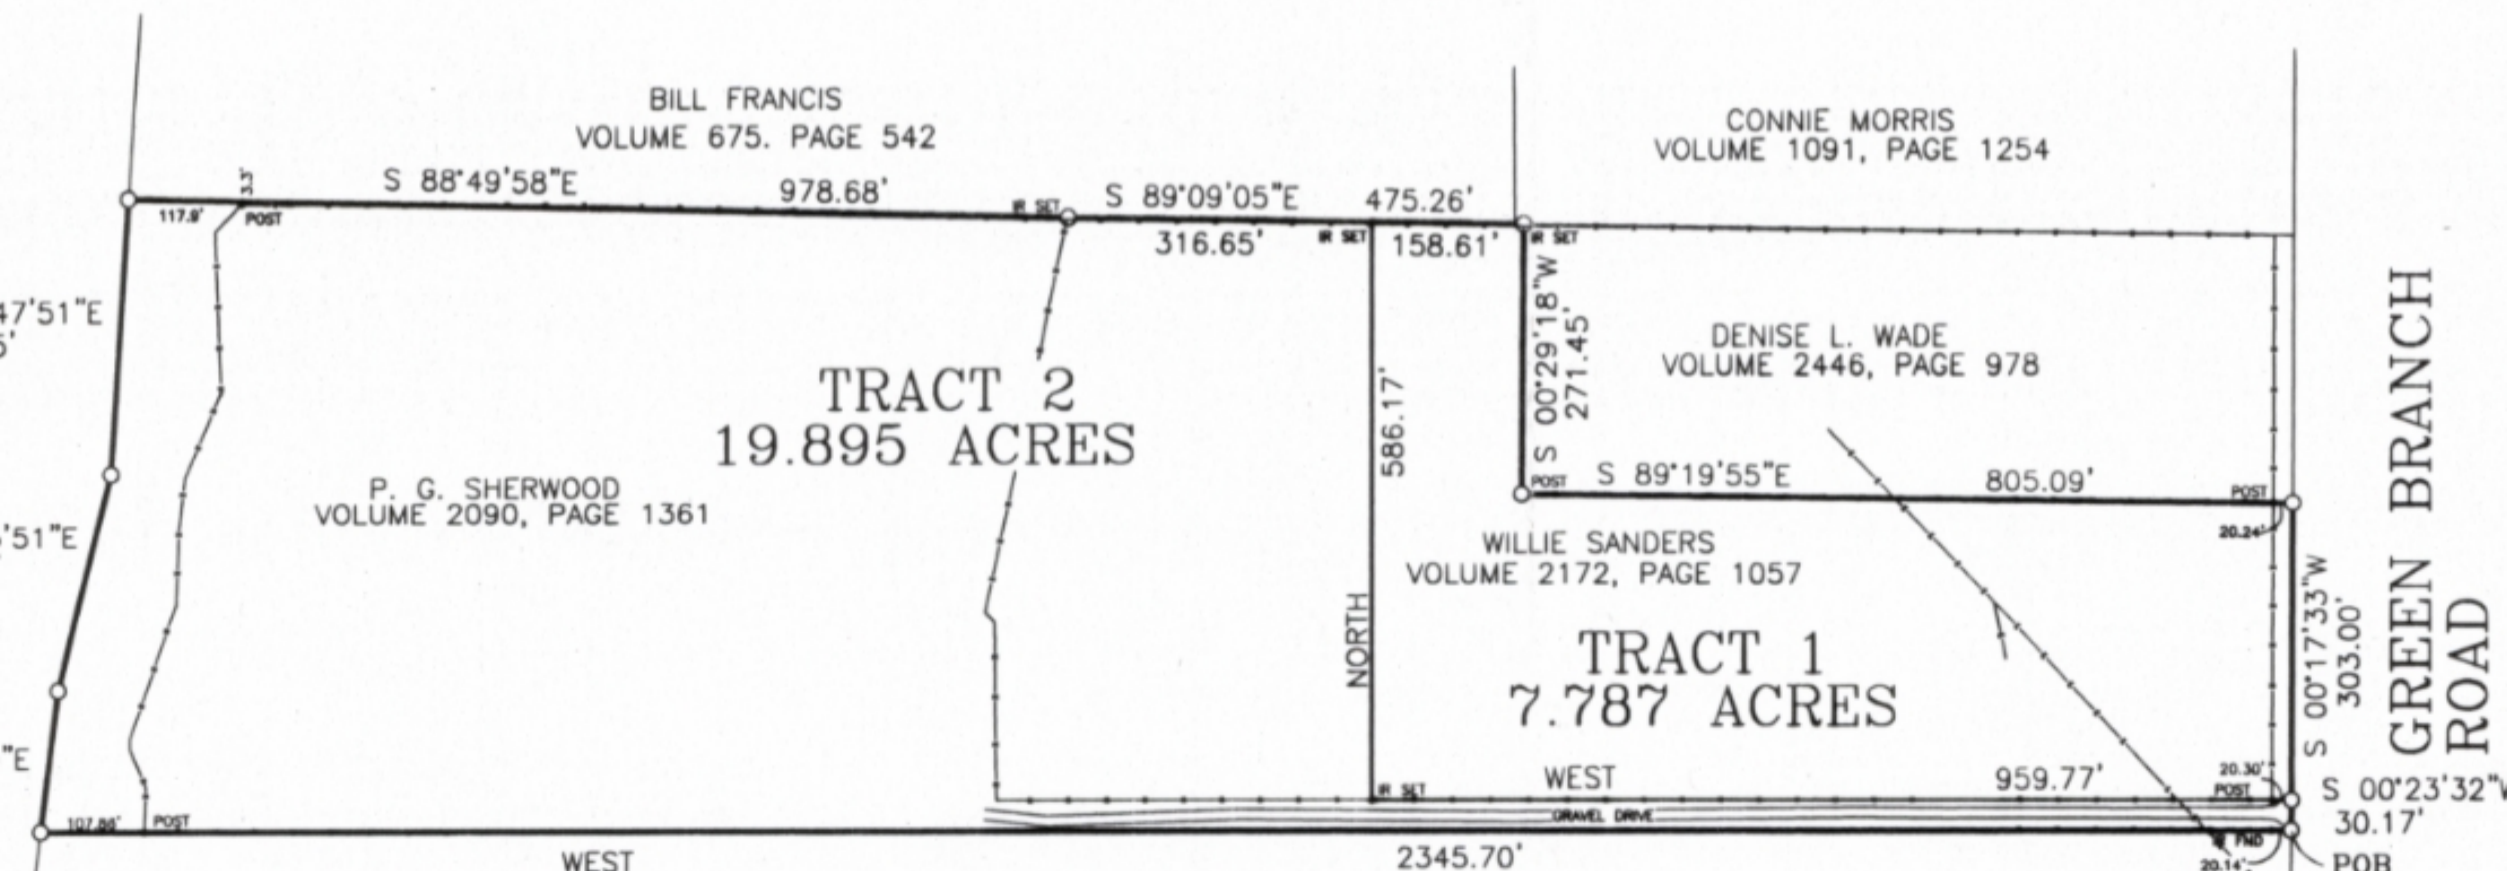 BILL FRANCIS
VOLUME 675. PAGE 542
CONNIE MORRIS
VOLUME 1091, PAGE 1254
S 88°49'58"E 978.68'
3.3'
117.9' POST
IR SET
S 89°09'05"E 475.26'
316.65'
IR SET
158.61'
IR SET
47'51"E
S 00°29'18"W
271.45'
DENISE L. WADE
VOLUME 2446, PAGE 978
TRACT 2
19.895 ACRES
586.17'
NORTH
P. G. SHERWOOD
VOLUME 2090, PAGE 1361
POST
S 89°19'55"E 805.09'
POST
20.24'
'51"E
WILLIE SANDERS
VOLUME 2172, PAGE 1057
TRACT 1
7.787 ACRES
S 00°17'33"W
303.00'
GREEN BRANCH
ROAD
"E
WEST 959.77'
20.30'
POST
IR SET
S 00°23'32"W
30.17'
GRAVEL DRIVE
107.86' POST
WEST
2345.70'
IR FND
20.14'
POB